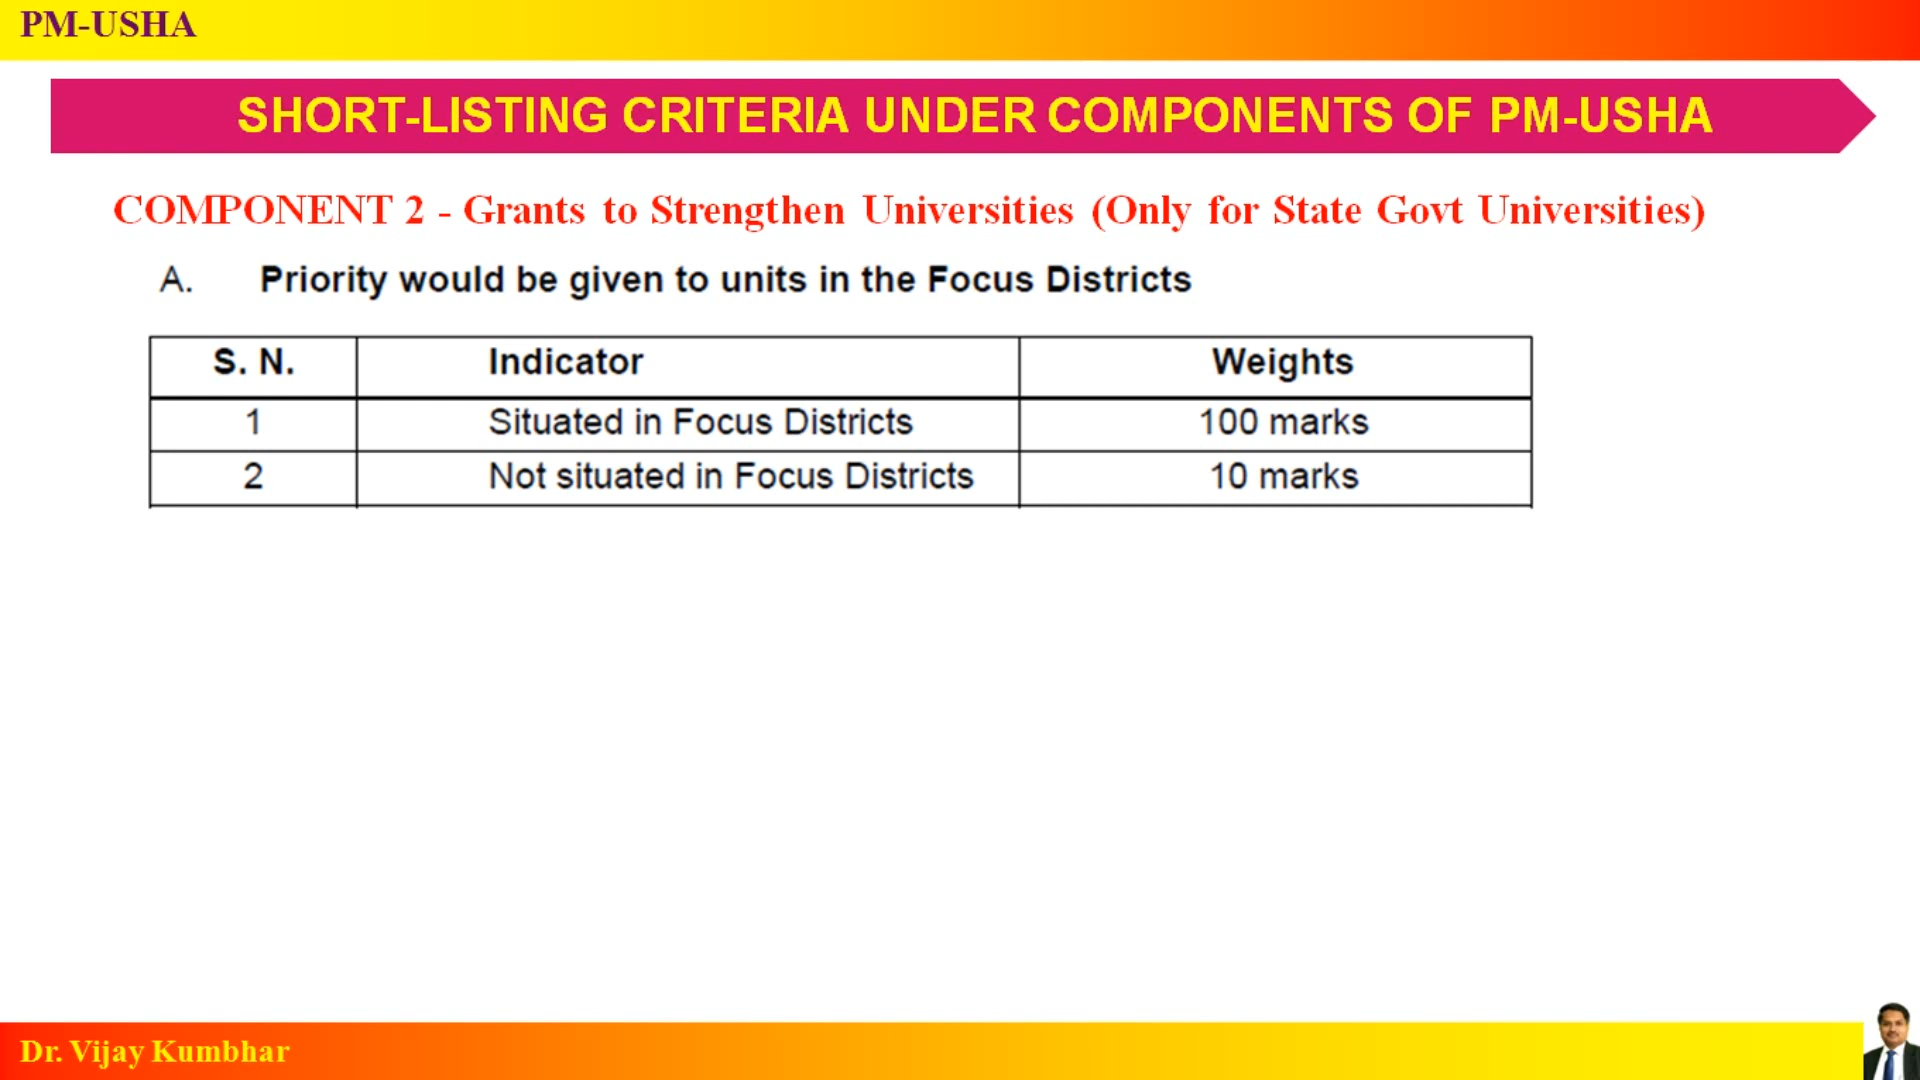 PM-USHA
SHORT-LISTING CRITERIA UNDER COMPONENTS OF PM-USHA
COMPONENT 2 - Grants to Strengthen Universities (Only for State Govt Universities)
A. Priority would be given to units in the Focus Districts
S. N. Indicator Weights
1 Situated in Focus Districts 100 marks
2 Not situated in Focus Districts 10 marks
Dr. Vijay Kumbhar